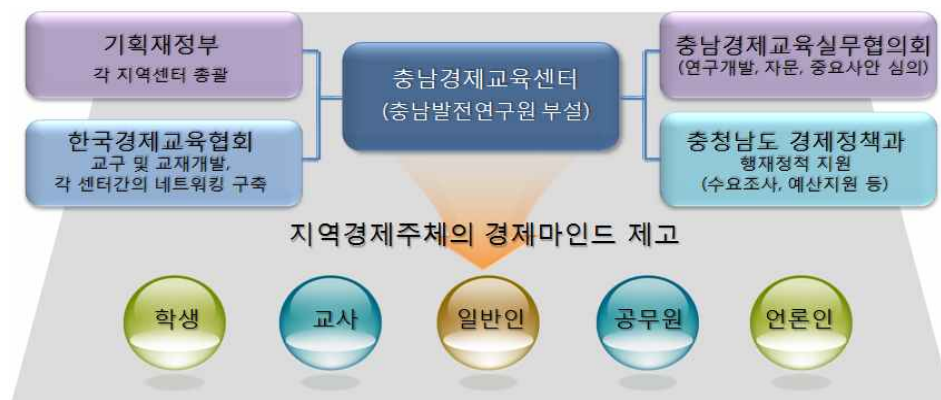 기획재정부
각 지역센터 총괄
한국경제교육협회
교구 및 교재개발,
각 센터간의 네트워킹 구축
충남경제교육센터
(충남발전연구원 부설)
충남경제교육실무협의회
(연구개발, 자문, 중요사안 심의)
충청남도 경제정책과
행재정적 지원
(수요조사, 예산지원 등)
지역경제주체의 경제마인드 제고
학생
교사
일반인
공무원
언론인